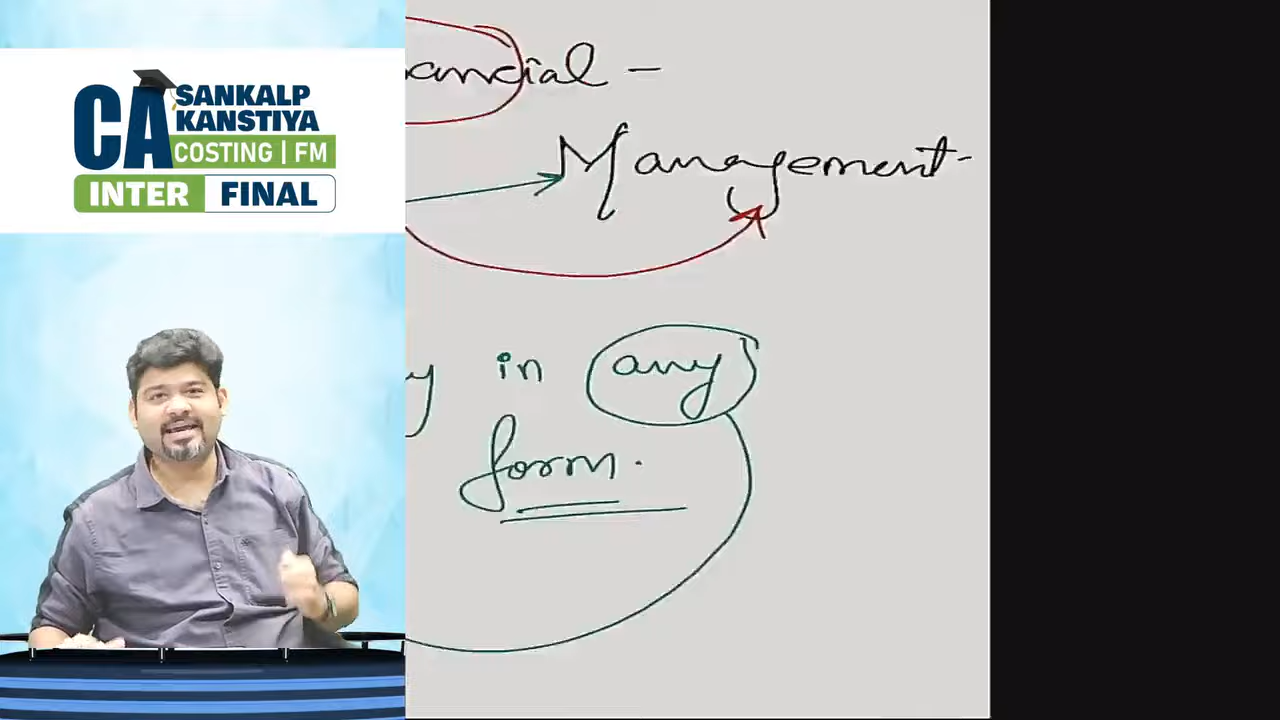 CA SANKALP
KANSTIYA
COSTING | FM
INTER FINAL
ancial -
Management
y in any
form.